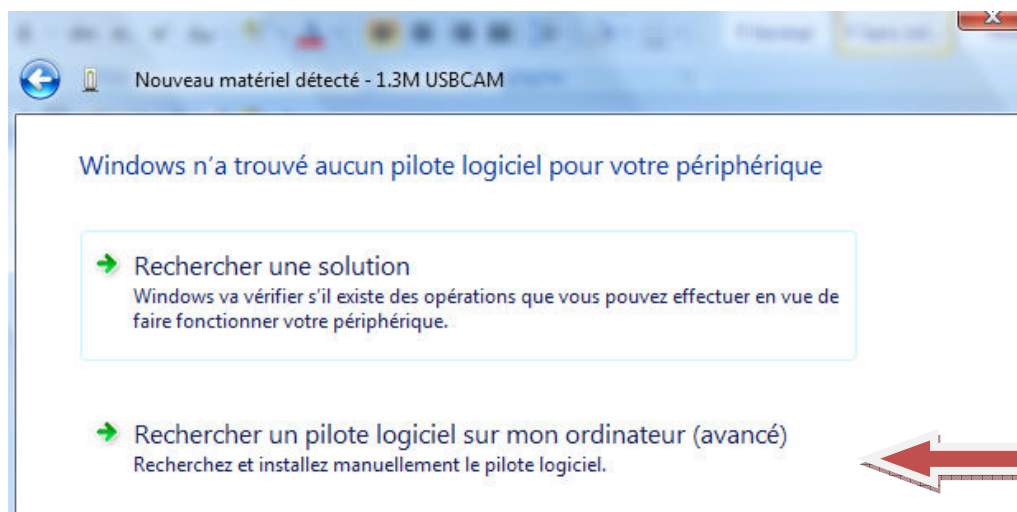 Nouveau matériel détecté - 1.3M USBCAM
Windows n'a trouvé aucun pilote logiciel pour votre périphérique
Rechercher une solution
Windows va vérifier s'il existe des opérations que vous pouvez effectuer en vue de
faire fonctionner votre périphérique.
Rechercher un pilote logiciel sur mon ordinateur (avancé)
Recherchez et installez manuellement le pilote logiciel.